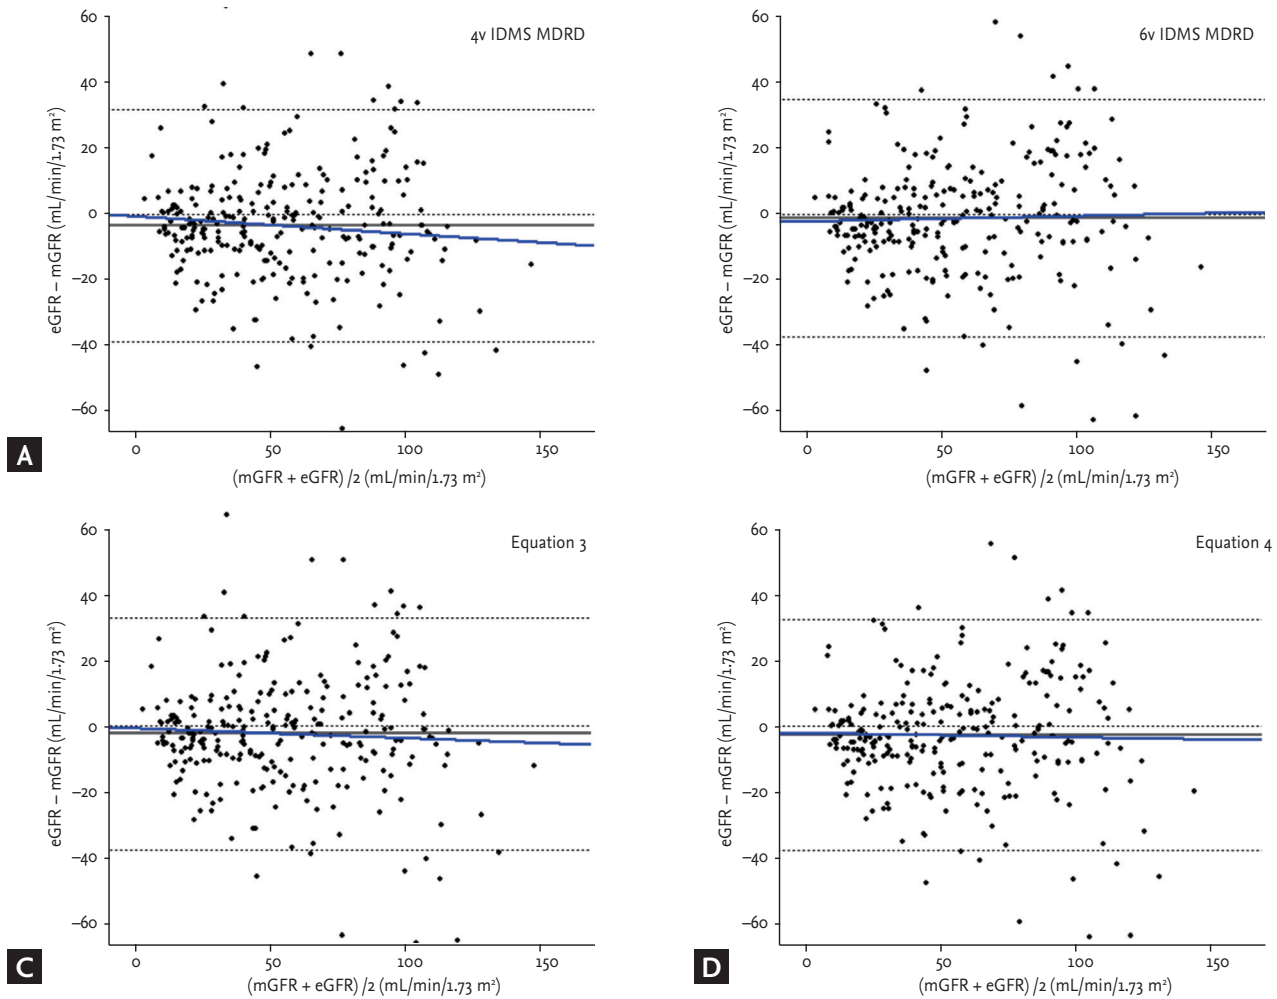 4v IDMS MDRD
eGFR – mGFR (mL/min/1.73 m²)
60
40
20
0
–20
–40
–60
0 50 100 150
(mGFR + eGFR) /2 (mL/min/1.73 m²)
A
6v IDMS MDRD
eGFR – mGFR (mL/min/1.73 m²)
60
40
20
0
–20
–40
–60
0 50 100 150
(mGFR + eGFR) /2 (mL/min/1.73 m²)
Equation 3
eGFR – mGFR (mL/min/1.73 m²)
60
40
20
0
–20
–40
–60
0 50 100 150
(mGFR + eGFR) /2 (mL/min/1.73 m²)
C
Equation 4
eGFR – mGFR (mL/min/1.73 m²)
60
40
20
0
–20
–40
–60
0 50 100 150
(mGFR + eGFR) /2 (mL/min/1.73 m²)
D